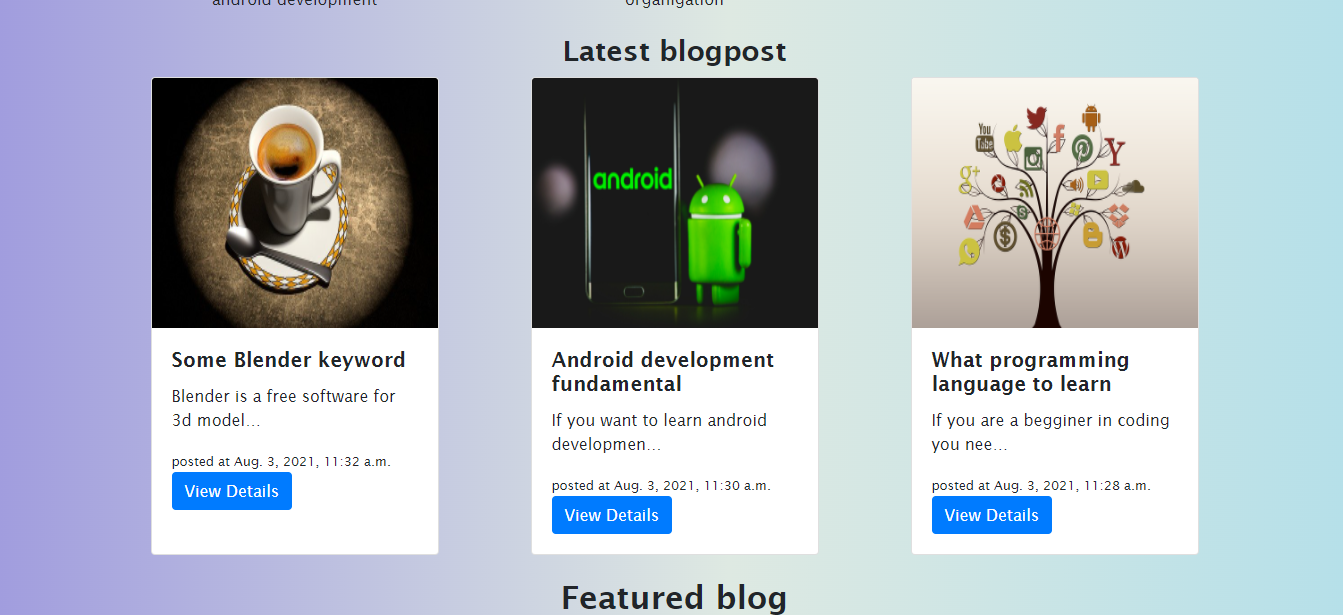 android development
organigation
Latest blogpost
android
You
Tube
Some Blender keyword
Blender is a free software for
3d model...
posted at Aug. 3, 2021, 11:32 a.m.
View Details
Android development
fundamental
If you want to learn android
developmen...
posted at Aug. 3, 2021, 11:30 a.m.
View Details
What programming
language to learn
If you are a begginer in coding
you nee...
posted at Aug. 3, 2021, 11:28 a.m.
View Details
Featured blog